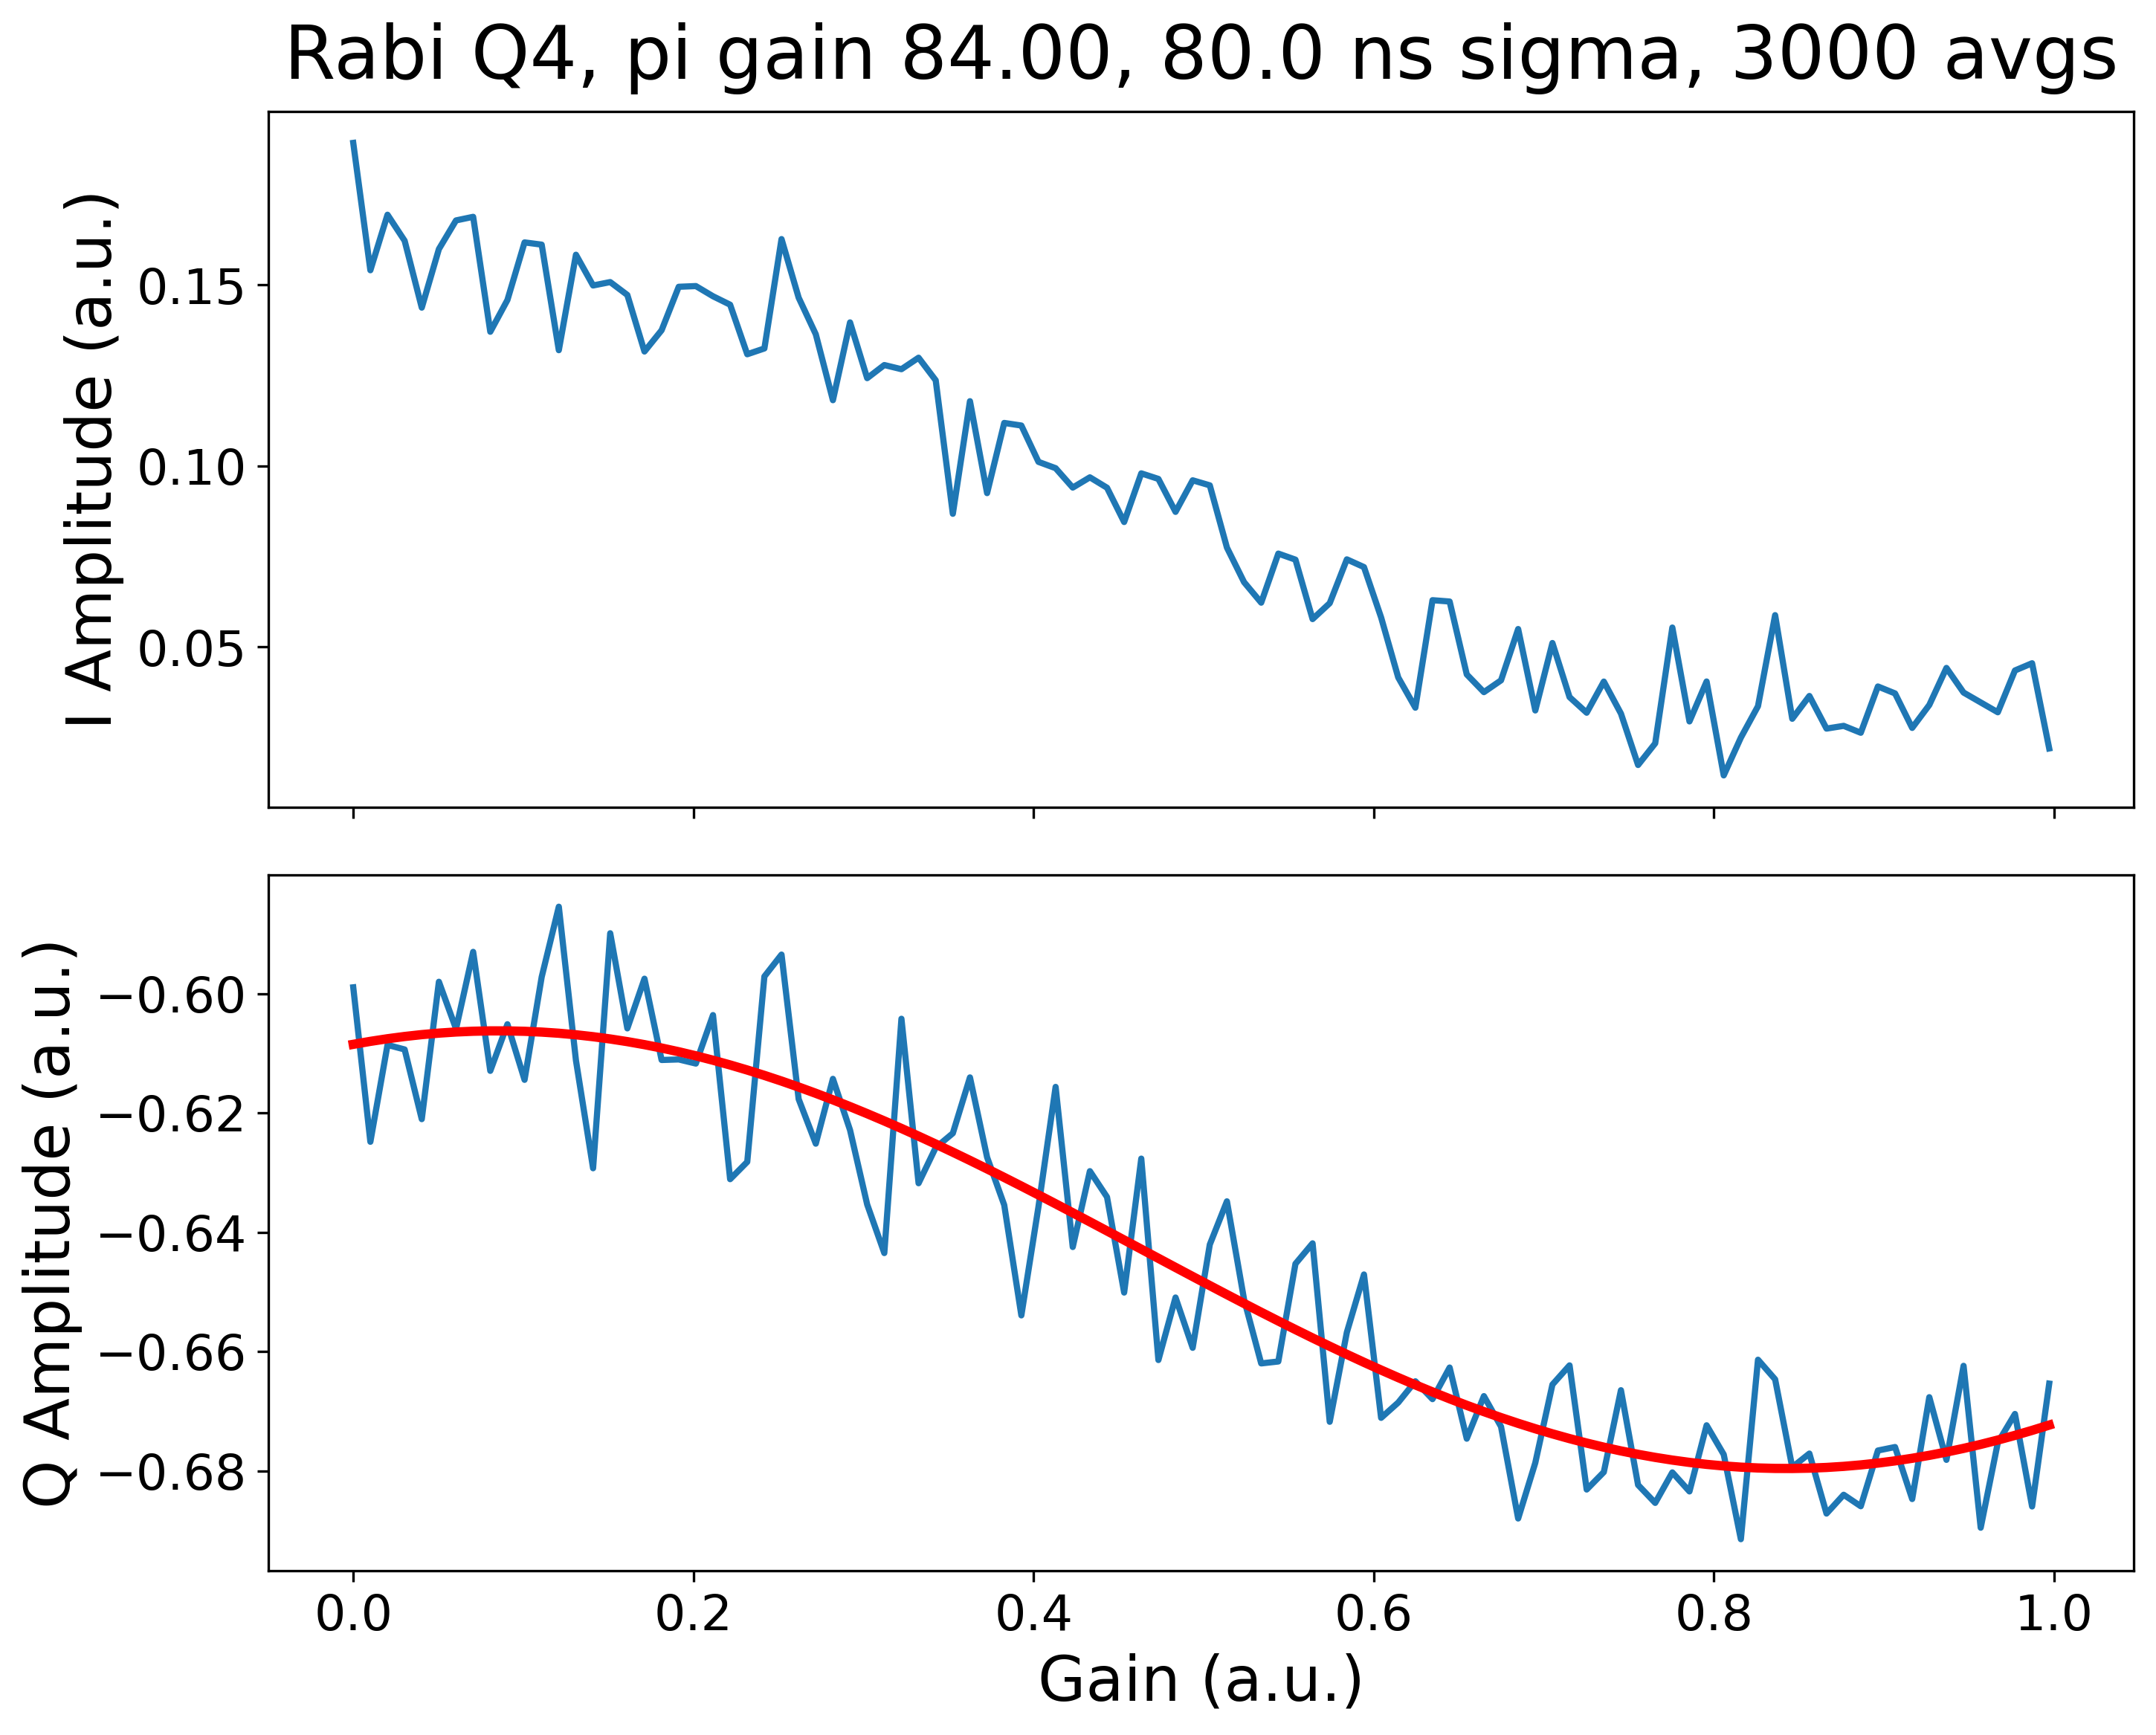 Rabi Q4, pi gain 84.00, 80.0 ns sigma, 3000 avgs
I Amplitude (a.u.)
0.15
0.10
0.05
Q Amplitude (a.u.)
−0.60
−0.62
−0.64
−0.66
−0.68
0.0 0.2 0.4 0.6 0.8 1.0
Gain (a.u.)